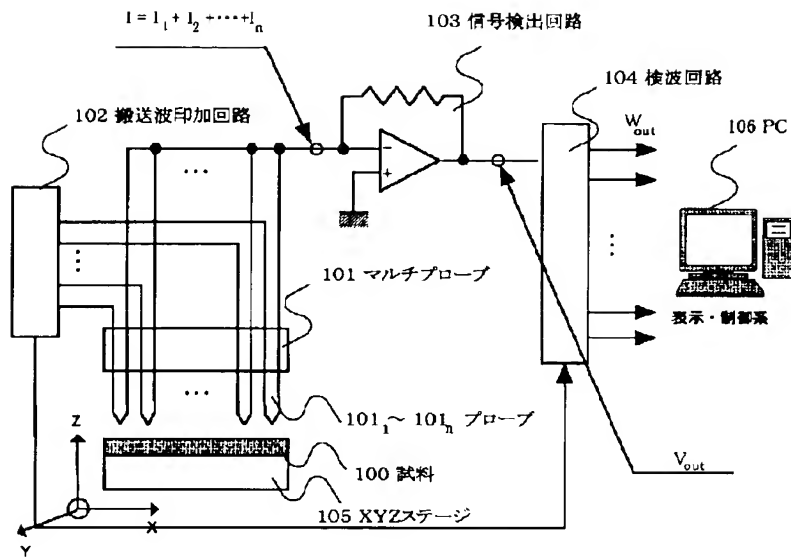 I = I₁ + I₂ + ⋯ + Iₙ
103 信号検出回路
104 検波回路
102 搬送波印加回路
W out
106 PC
−
+
⋯
⋮
⋮
101 マルチプローブ
表示・制御系
⋯
101₁～101ₙ プローブ
Z
100 試料
V out
105 XYZステージ
X
Y